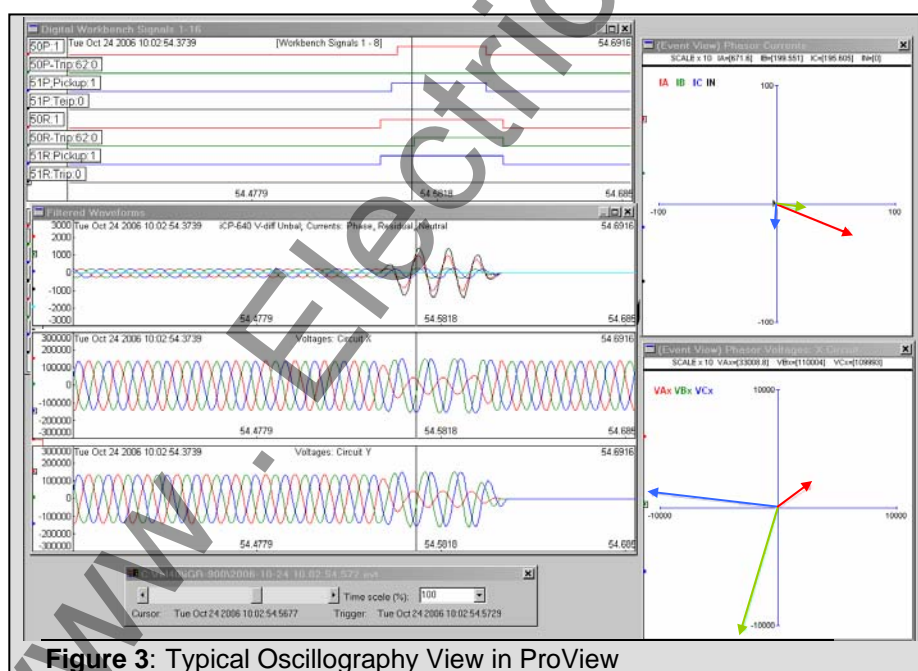 Digital Workbench Signals 1-16
Tue Oct 24 2006 10:02:54.3739 [Workbench Signals 1 - 8] 54.6916
50P:1
50P-Trip:62:0
51P,Pickup:1
51P:Teip:0
50R:1
50R-Trip:62:0
51R:Pickup:1
51R:Trip:0
54.4779 54.5818 54.685
Filtered Waveforms
Tue Oct 24 2006 10:02:54.3739 iCP-640 V-diff Unbal, Currents: Phase, Residual, Neutral 54.6916
3000
2000
1000
0
-1000
-2000
-3000
54.4779 54.5818 54.685
Tue Oct 24 2006 10:02:54.3739 Voltages: Circuit X 54.6916
300000
200000
100000
0
-100000
-200000
-300000
54.4779 54.5818 54.685
Tue Oct 24 2006 10:02:54.3739 Voltages: Circuit Y 54.6916
300000
200000
100000
0
-100000
-200000
-300000
54.4779 54.5818 54.685
Time scale (%): 100
Cursor: Tue Oct 24 2006 10:02:54.5677 Trigger: Tue Oct 24 2006 10:02:54.5729
(Event View) Phasor Currents
SCALE x 10 IA=[671.6] IB=[199.551] IC=[195.605] IN=[0]
IA IB IC IN
100
-100 100
-100
(Event View) Phasor Voltages: X Circuit
SCALE x 10 VAx=[33008.8] VBx=[110004] VCx=[109993]
VAx VBx VCx
10000
-10000 10000
-10000
www. Electric
Figure 3: Typical Oscillography View in ProView